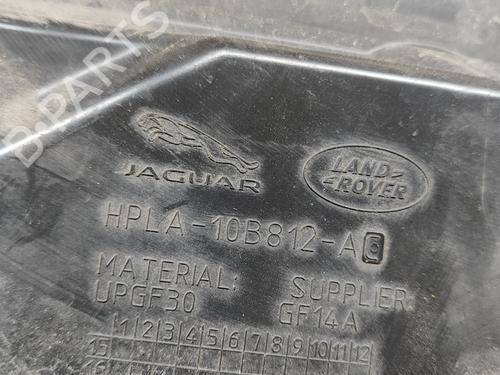 JAGUAR
LAND-
-ROVER
HPLA-10B812-AC
MATERIAL: SUPPLIER:
UPGF30 GF14A
1 2 3 4 5 6 7 8 9 10 11 12
15